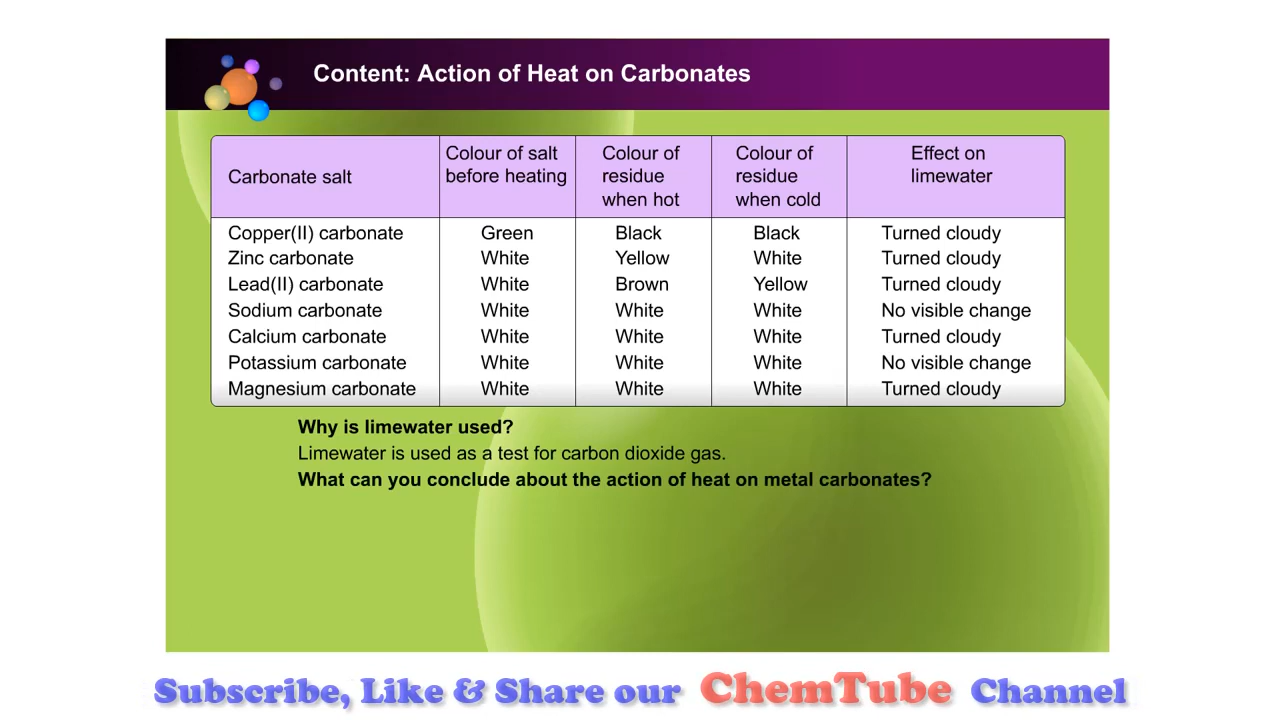 Content: Action of Heat on Carbonates
Carbonate salt
Colour of salt before heating
Colour of residue when hot
Colour of residue when cold
Effect on limewater
Copper(II) carbonate Green Black Black Turned cloudy
Zinc carbonate White Yellow White Turned cloudy
Lead(II) carbonate White Brown Yellow Turned cloudy
Sodium carbonate White White White No visible change
Calcium carbonate White White White Turned cloudy
Potassium carbonate White White White No visible change
Magnesium carbonate White White White Turned cloudy
Why is limewater used?
Limewater is used as a test for carbon dioxide gas.
What can you conclude about the action of heat on metal carbonates?
Subscribe, Like & Share our ChemTube Channel